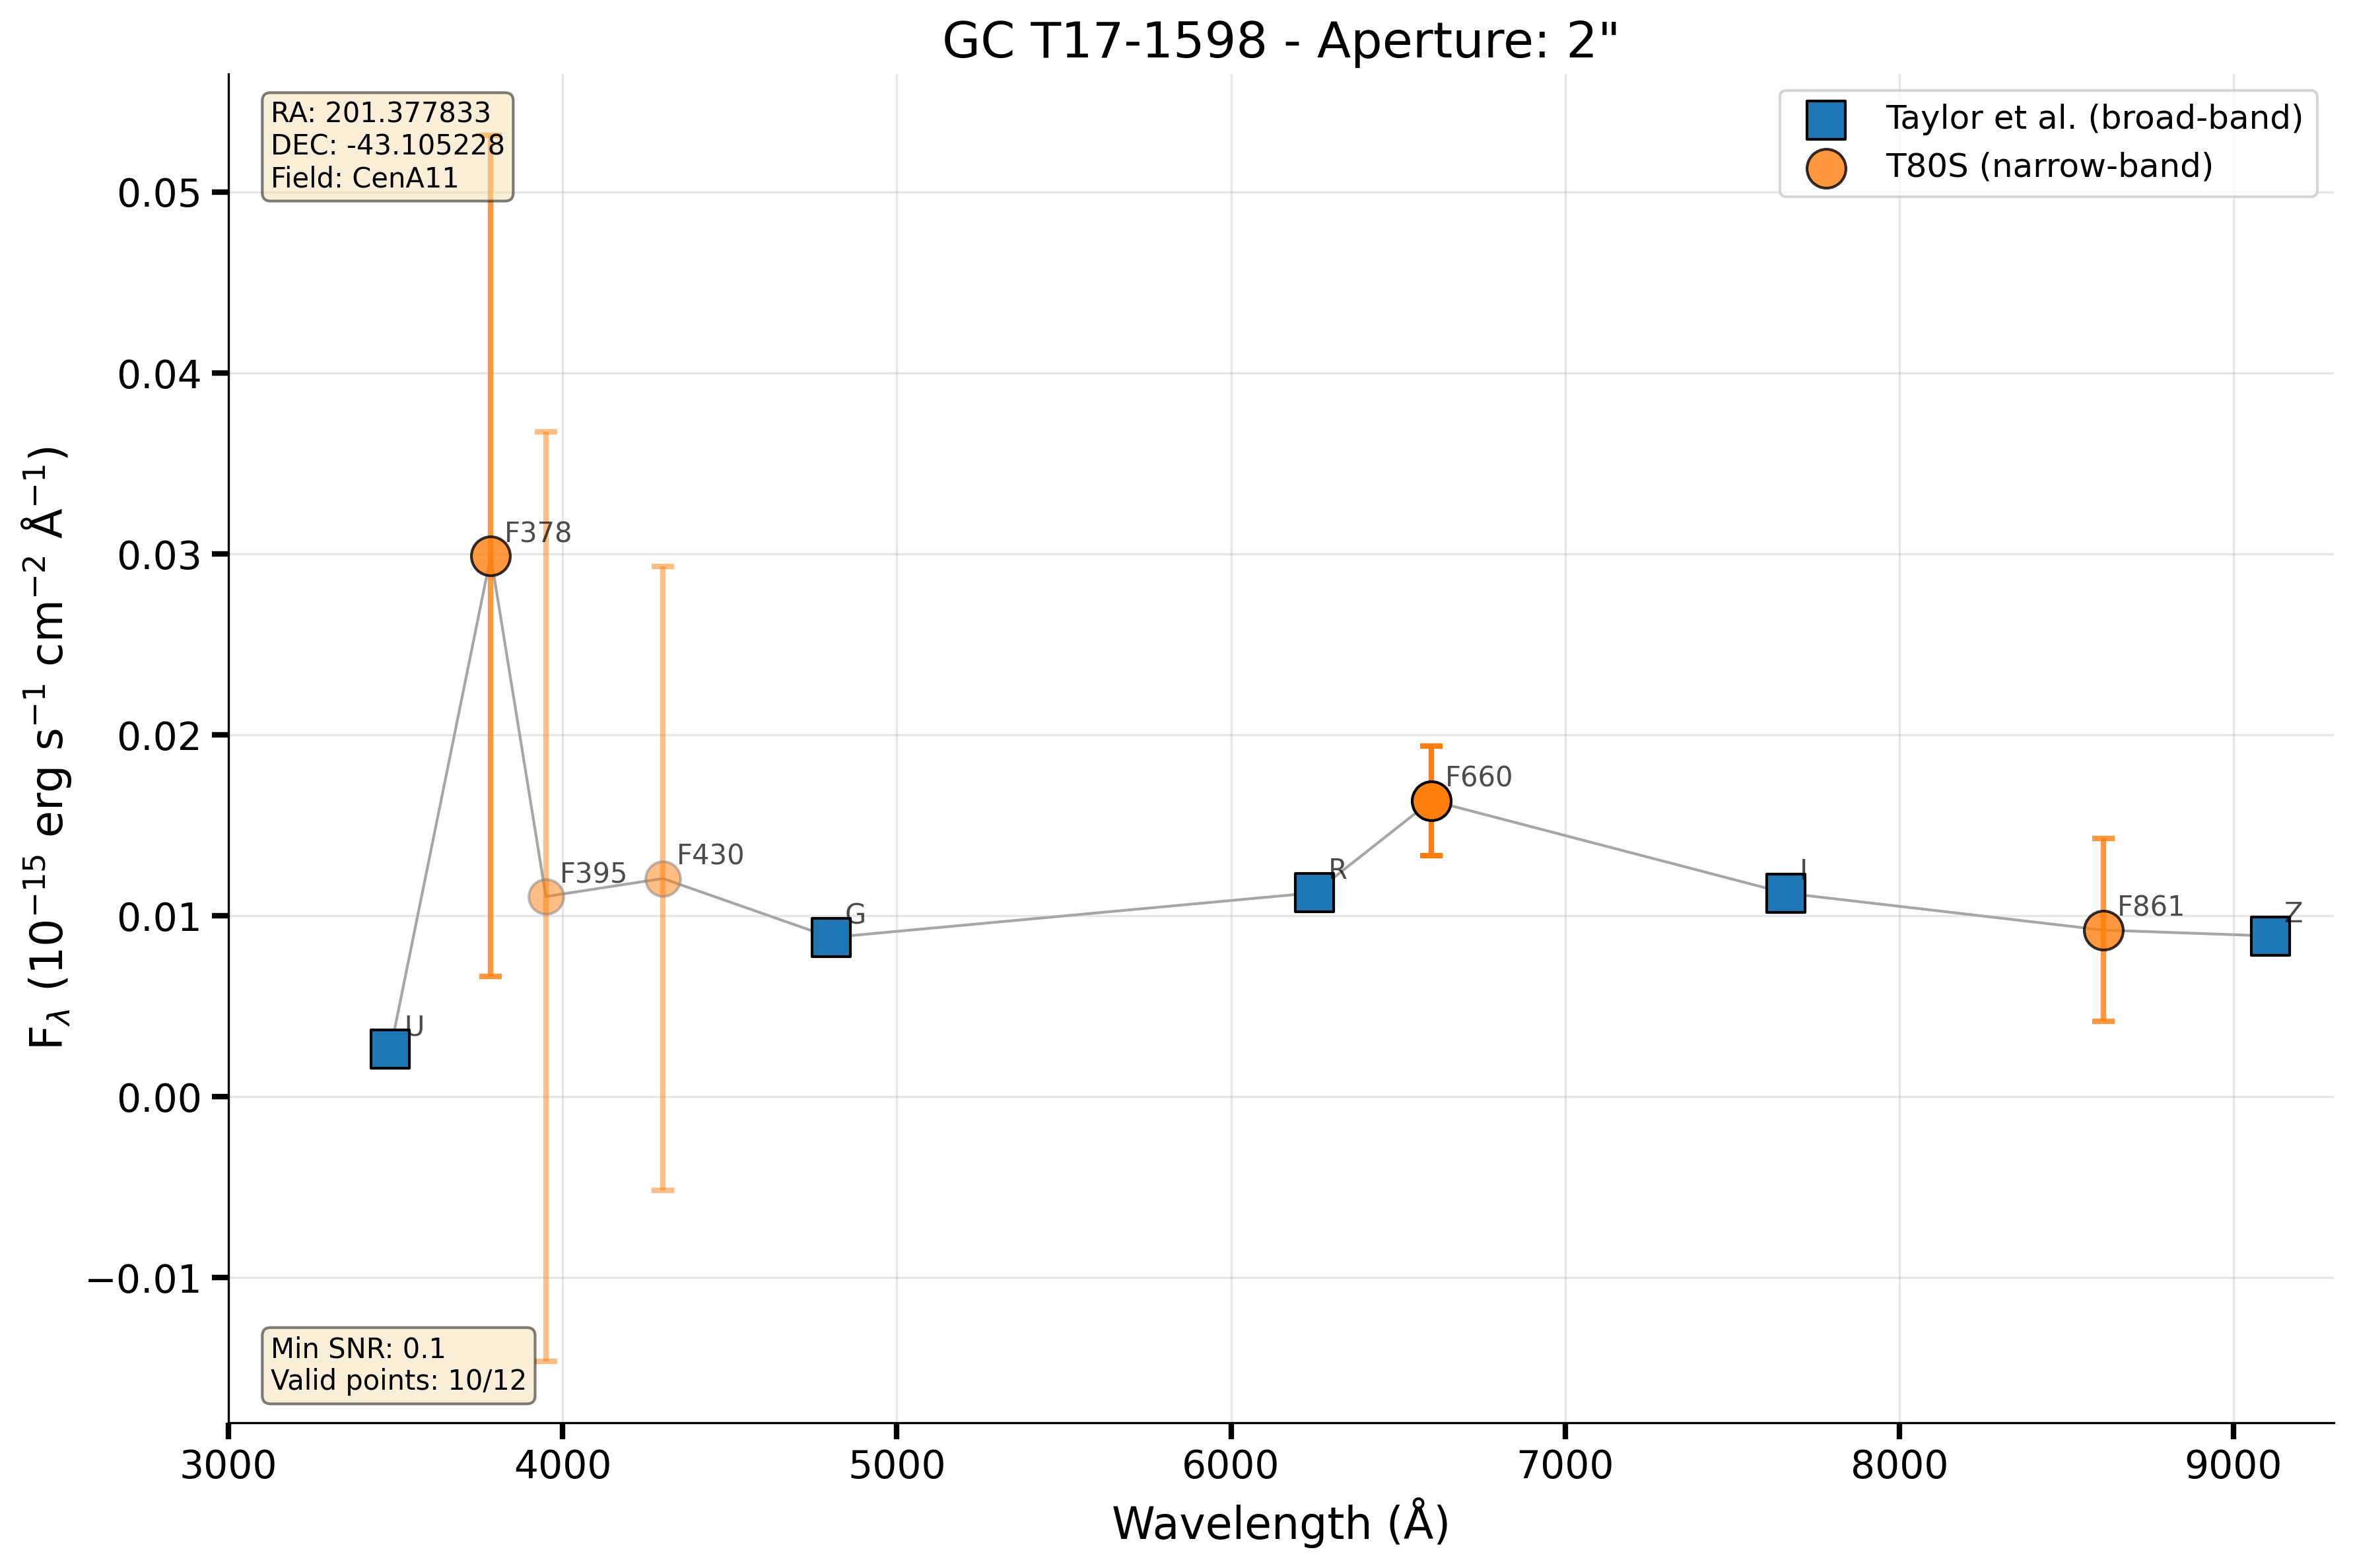 GC T17-1598 - Aperture: 2"
RA: 201.377833
DEC: -43.105228
Field: CenA11
Taylor et al. (broad-band)
T80S (narrow-band)
0.05
0.04
0.03
0.02
0.01
0.00
−0.01
F$_λ$ (10⁻¹⁵ erg s⁻¹ cm⁻² Å⁻¹)
U
F378
F395
F430
G
R
F660
I
F861
Z
Min SNR: 0.1
Valid points: 10/12
3000 4000 5000 6000 7000 8000 9000
Wavelength (Å)